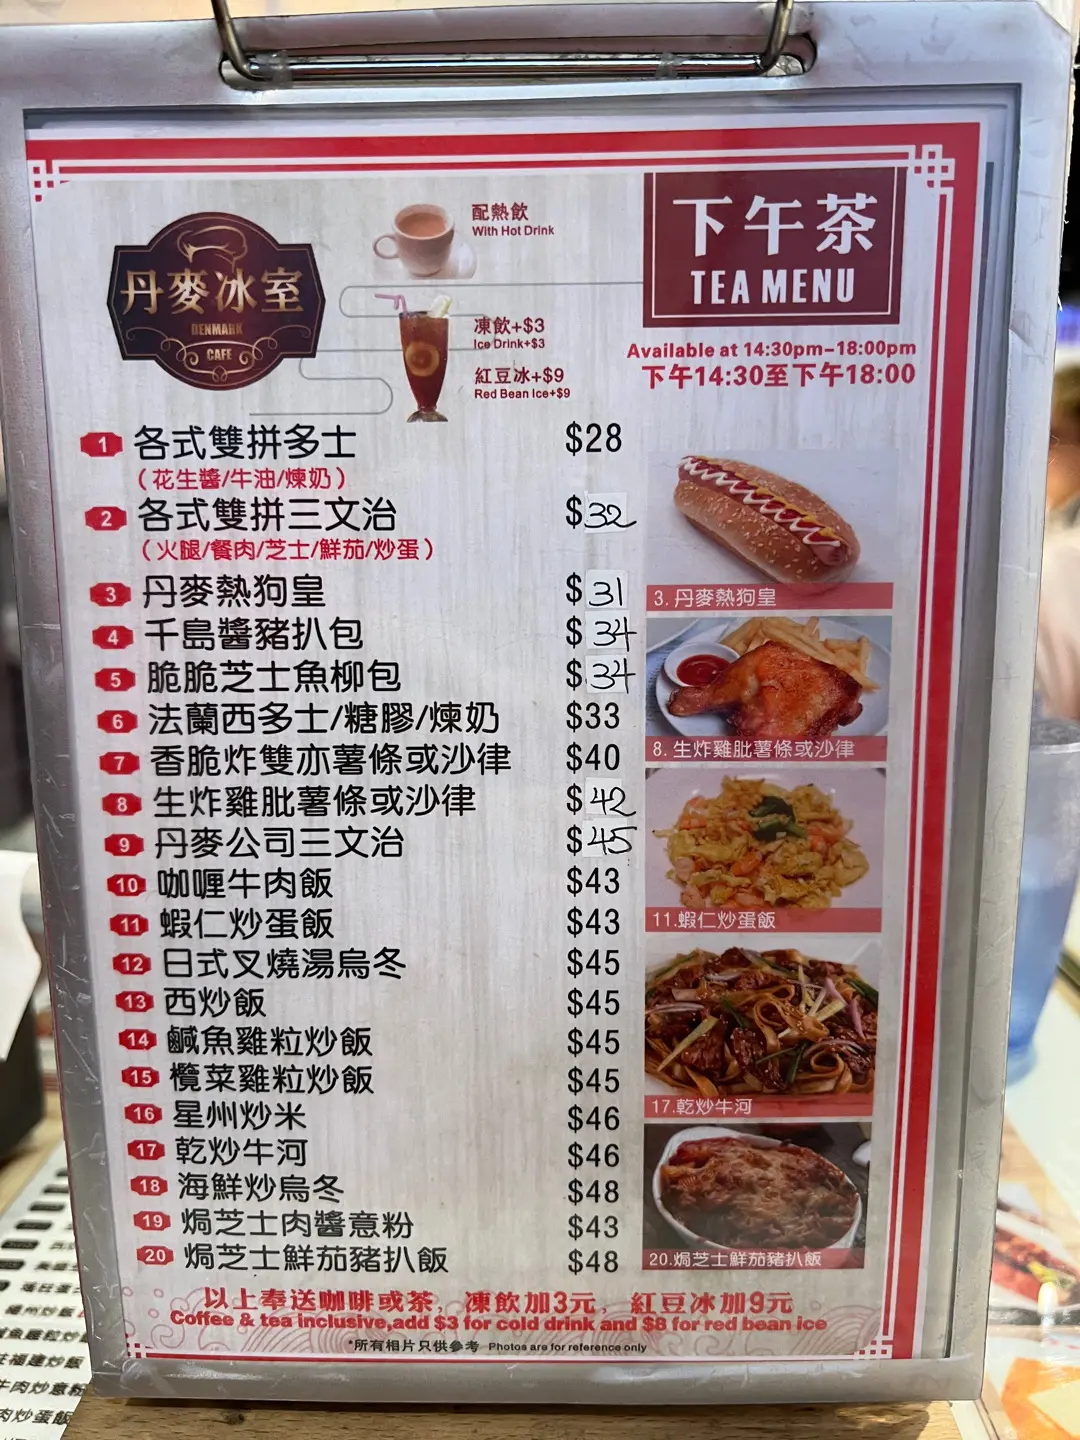 丹麥冰室
DENMARK
CAFE
配熱飲
With Hot Drink
凍飲+$3
Ice Drink+$3
紅豆冰+$9
Red Bean Ice+$9
下午茶
TEA MENU
Available at 14:30pm-18:00pm
下午14:30至下午18:00
1 各式雙拼多士 $28
(花生醬/牛油/煉奶)
2 各式雙拼三文治 $32
(火腿/餐肉/芝士/鮮茄/炒蛋)
3 丹麥熱狗皇 $31
4 千島醬豬扒包 $34
5 脆脆芝士魚柳包 $34
6 法蘭西多士/糖膠/煉奶 $33
7 香脆炸雙亦薯條或沙律 $40
8 生炸雞肶薯條或沙律 $42
9 丹麥公司三文治 $45
10 咖喱牛肉飯 $43
11 蝦仁炒蛋飯 $43
12 日式叉燒湯烏冬 $45
13 西炒飯 $45
14 鹹魚雞粒炒飯 $45
15 欖菜雞粒炒飯 $45
16 星州炒米 $46
17 乾炒牛河 $46
18 海鮮炒烏冬 $48
19 焗芝士肉醬意粉 $43
20 焗芝士鮮茄豬扒飯 $48
3. 丹麥熱狗皇
8. 生炸雞肶薯條或沙律
11.蝦仁炒蛋飯
17.乾炒牛河
20.焗芝士鮮茄豬扒飯
以上奉送咖啡或茶，凍飲加3元，紅豆冰加9元
Coffee & tea inclusive,add $3 for cold drink and $8 for red bean ice
*所有相片只供參考 Photos are for reference only